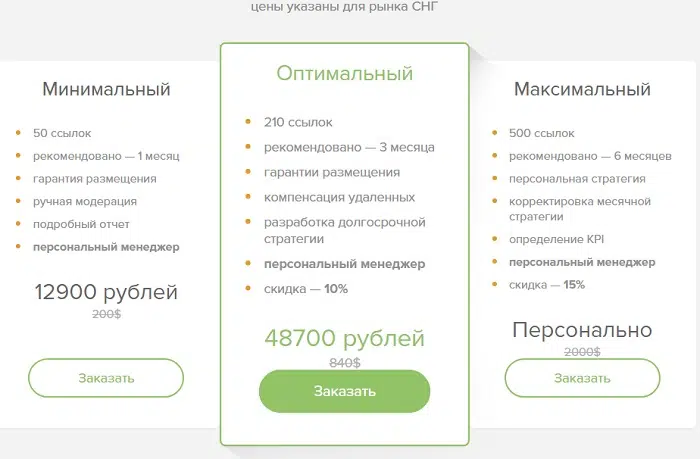 цены указаны для рынка СНГ
Минимальный
50 ссылок
рекомендовано — 1 месяц
гарантия размещения
ручная модерация
подробный отчет
персональный менеджер
12900 рублей
200$
Заказать
Оптимальный
210 ссылок
рекомендовано — 3 месяца
гарантии размещения
компенсация удаленных
разработка долгосрочной
стратегии
персональный менеджер
скидка — 10%
48700 рублей
840$
Заказать
Максимальный
500 ссылок
рекомендовано — 6 месяцев
персональная стратегия
корректировка месячной
стратегии
определение KPI
персональный менеджер
скидка — 15%
Персонально
2000$
Заказать